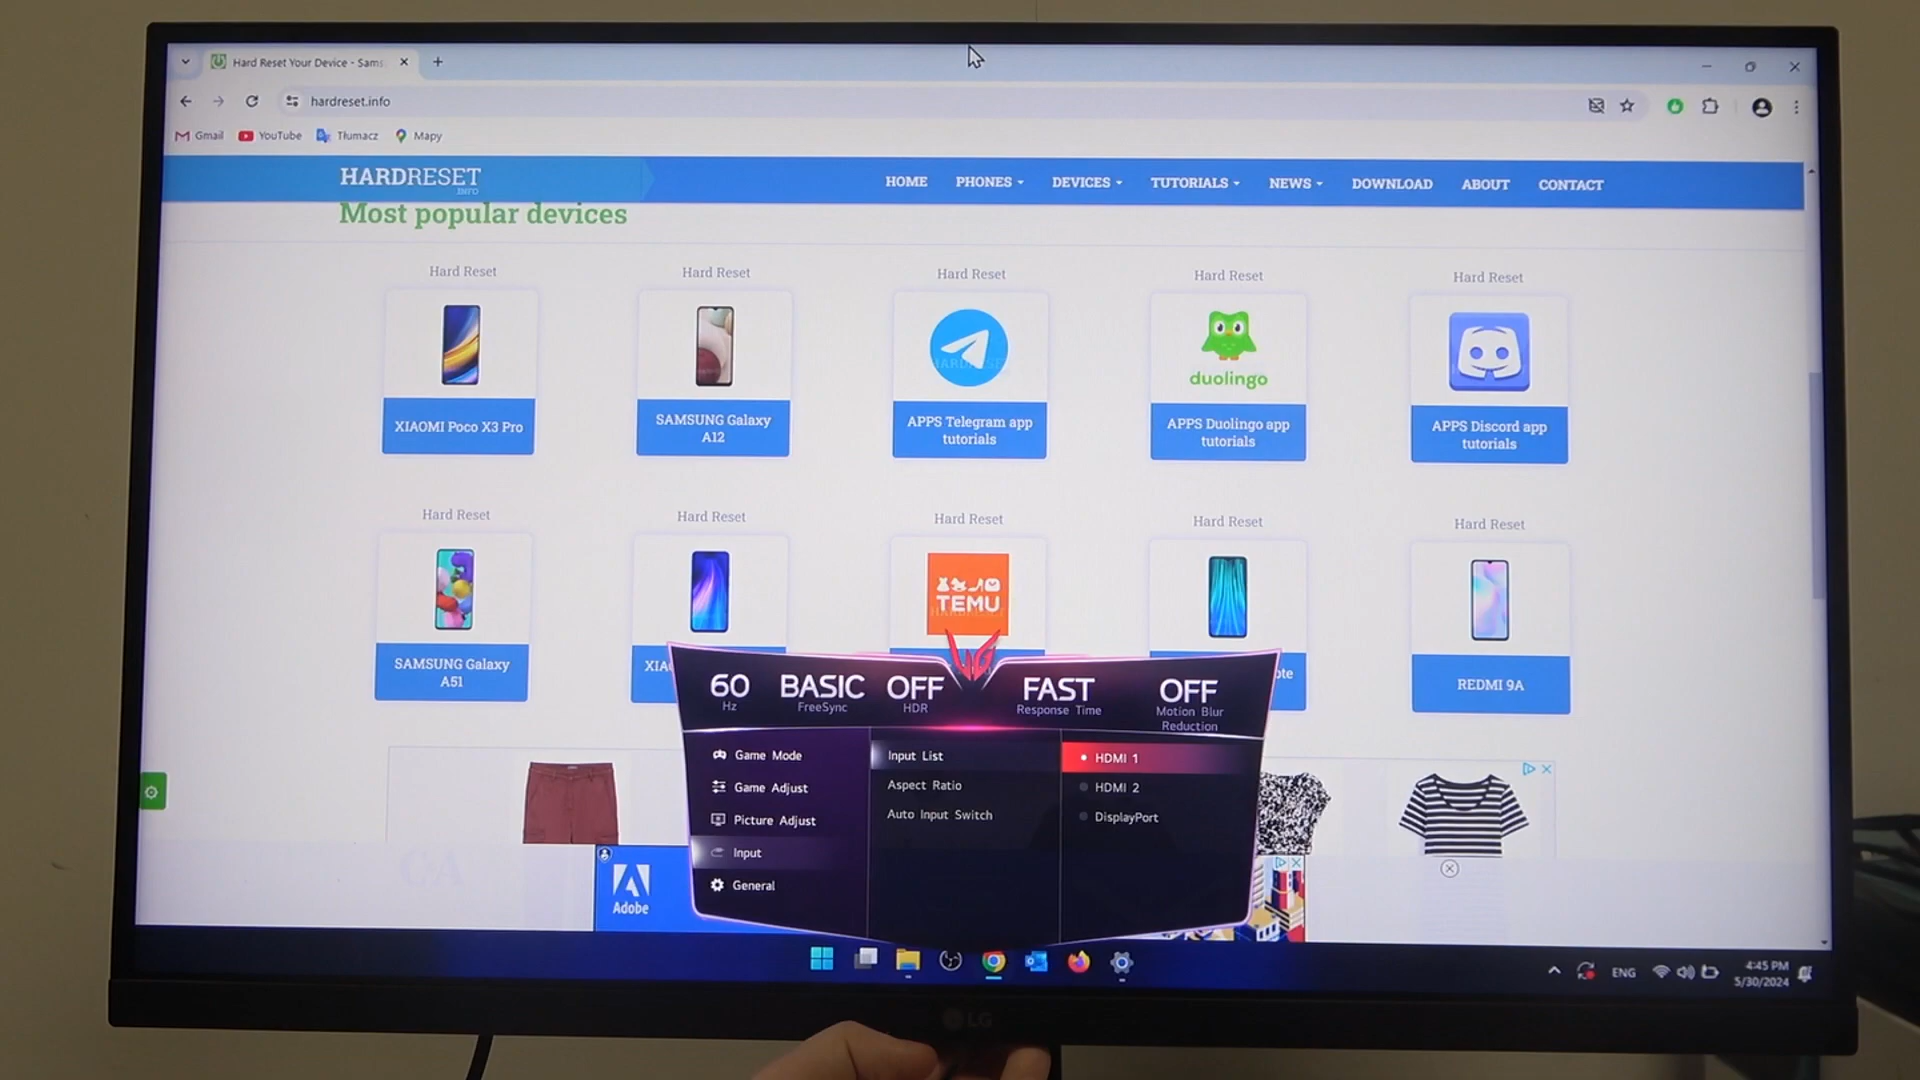 Hard Reset Your Device - Sams
hardreset.info
Gmail
YouTube
Tłumacz
Mapy
HARDRESET
.INFO
HOME
PHONES
DEVICES
TUTORIALS
NEWS
DOWNLOAD
ABOUT
CONTACT
Most popular devices
Hard Reset
Hard Reset
Hard Reset
Hard Reset
Hard Reset
duolingo
XIAOMI Poco X3 Pro
SAMSUNG Galaxy
A12
APPS Telegram app
tutorials
APPS Duolingo app
tutorials
APPS Discord app
tutorials
Hard Reset
Hard Reset
Hard Reset
Hard Reset
Hard Reset
TEMU
SAMSUNG Galaxy
A51
XIA
ote
REDMI 9A
60
Hz
BASIC
FreeSync
OFF
HDR
FAST
Response Time
OFF
Motion Blur
Reduction
Game Mode
Game Adjust
Picture Adjust
Input
General
Input List
Aspect Ratio
Auto Input Switch
HDMI 1
HDMI 2
DisplayPort
CA
Adobe
ENG
4:45 PM
5/30/2024
LG